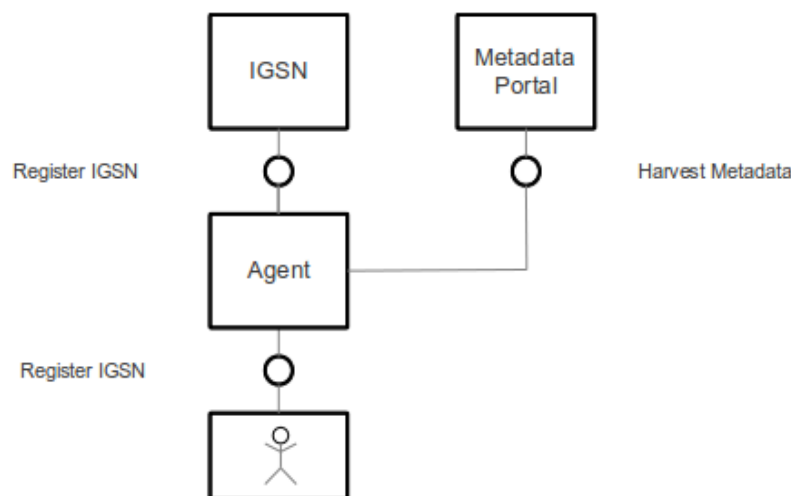 IGSN
Metadata
Portal
Register IGSN
Harvest Metadata
Agent
Register IGSN